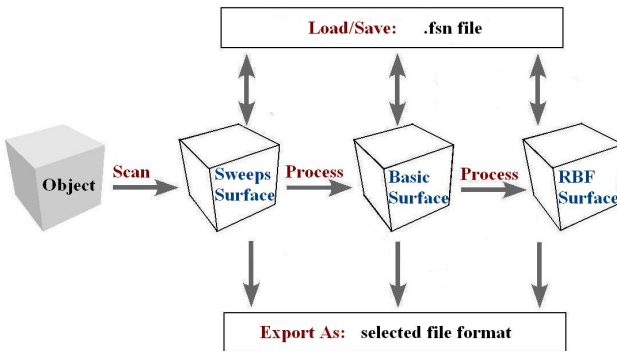 Load/Save: .fsn file
Object
Scan
Sweeps
Surface
Process
Basic
Surface
Process
RBF
Surface
Export As: selected file format